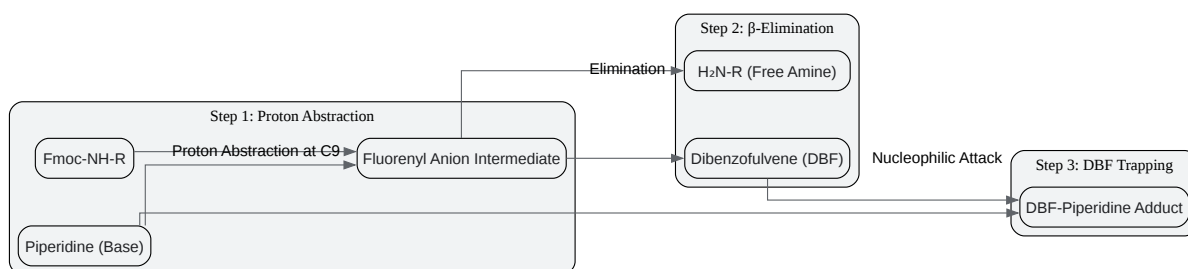 Step 2: β-Elimination
Elimination
H₂N-R (Free Amine)
Step 1: Proton Abstraction
Fmoc-NH-R
Proton Abstraction at C9
Fluorenyl Anion Intermediate
Dibenzofulvene (DBF)
Nucleophilic Attack
Step 3: DBF Trapping
DBF-Piperidine Adduct
Piperidine (Base)